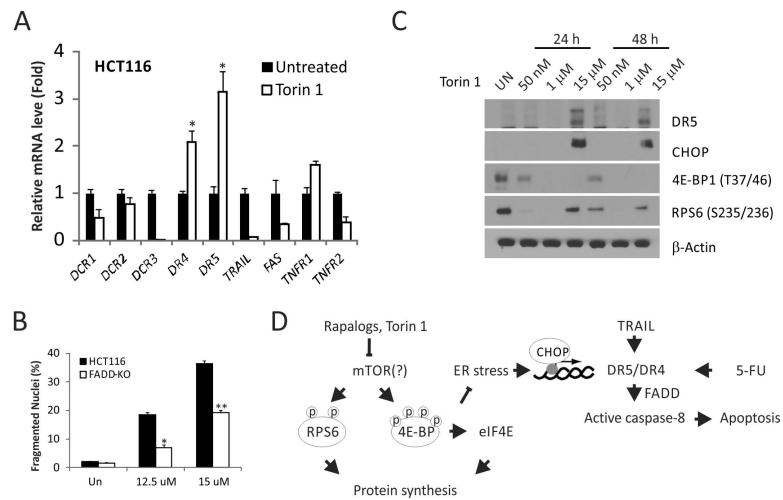 A
HCT116
Untreated
Torin 1
Relative mRNA leve (Fold)
4
3
2
1
0
*
*
DCR1
DCR2
DCR3
DR4
DR5
TRAIL
FAS
TNFR1
TNFR2
B
HCT116
FADD-KO
Fragmented Nuclei (%)
40
30
20
10
0
*
**
Un
12.5 uM
15 uM
C
24 h
48 h
Torin 1
UN
50 nM
1 µM
15 µM
50 nM
1 µM
15 µM
DR5
CHOP
4E-BP1 (T37/46)
RPS6 (S235/236)
β-Actin
D
Rapalogs, Torin 1
mTOR(?)
p p
RPS6
p p p p
4E-BP
eIF4E
Protein synthesis
ER stress
CHOP
TRAIL
DR5/DR4
5-FU
FADD
Active caspase-8
Apoptosis